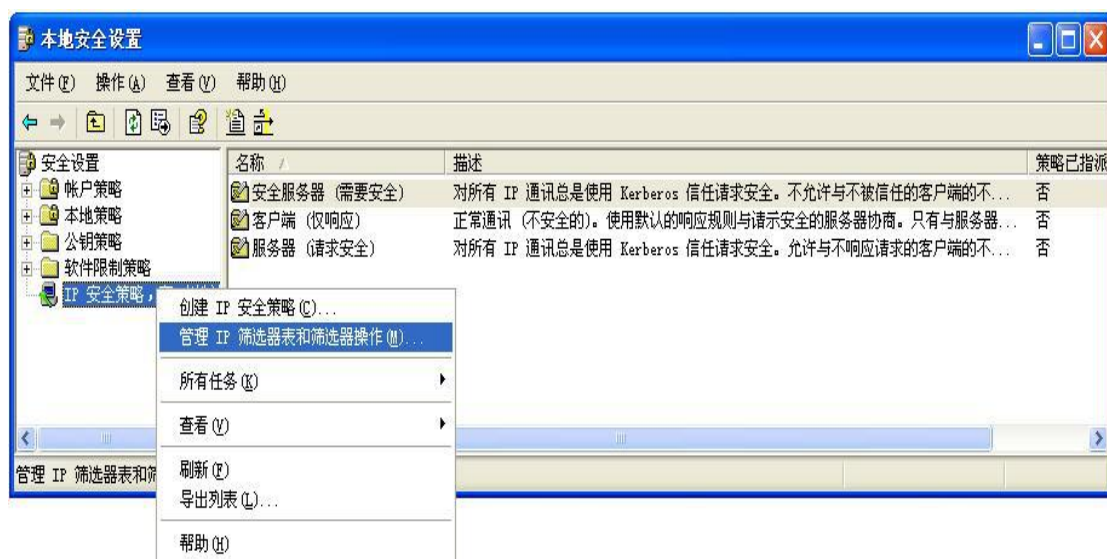 本地安全设置
文件(F) 操作(A) 查看(V) 帮助(H)
安全设置
帐户策略
本地策略
公钥策略
软件限制策略
IP 安全策略,
名称 描述 策略已指派
安全服务器 (需要安全) 对所有 IP 通讯总是使用 Kerberos 信任请求安全。不允许与不被信任的客户端的不... 否
客户端 (仅响应) 正常通讯 (不安全的)。使用默认的响应规则与请示安全的服务器协商。只有与服务器... 否
服务器 (请求安全) 对所有 IP 通讯总是使用 Kerberos 信任请求安全。允许与不响应请求的客户端的不... 否
创建 IP 安全策略(C)...
管理 IP 筛选器表和筛选器操作(M)...
所有任务(K)
查看(V)
刷新(F)
导出列表(L)...
帮助(H)
管理 IP 筛选器表和筛